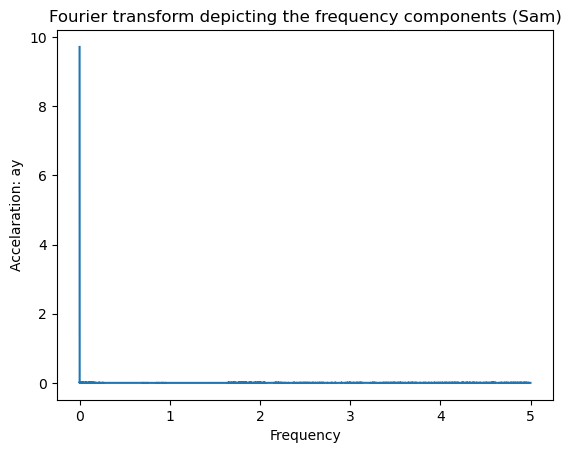 Fourier transform depicting the frequency components (Sam)
10
8
6
4
2
0
Accelaration: ay
0 1 2 3 4 5
Frequency